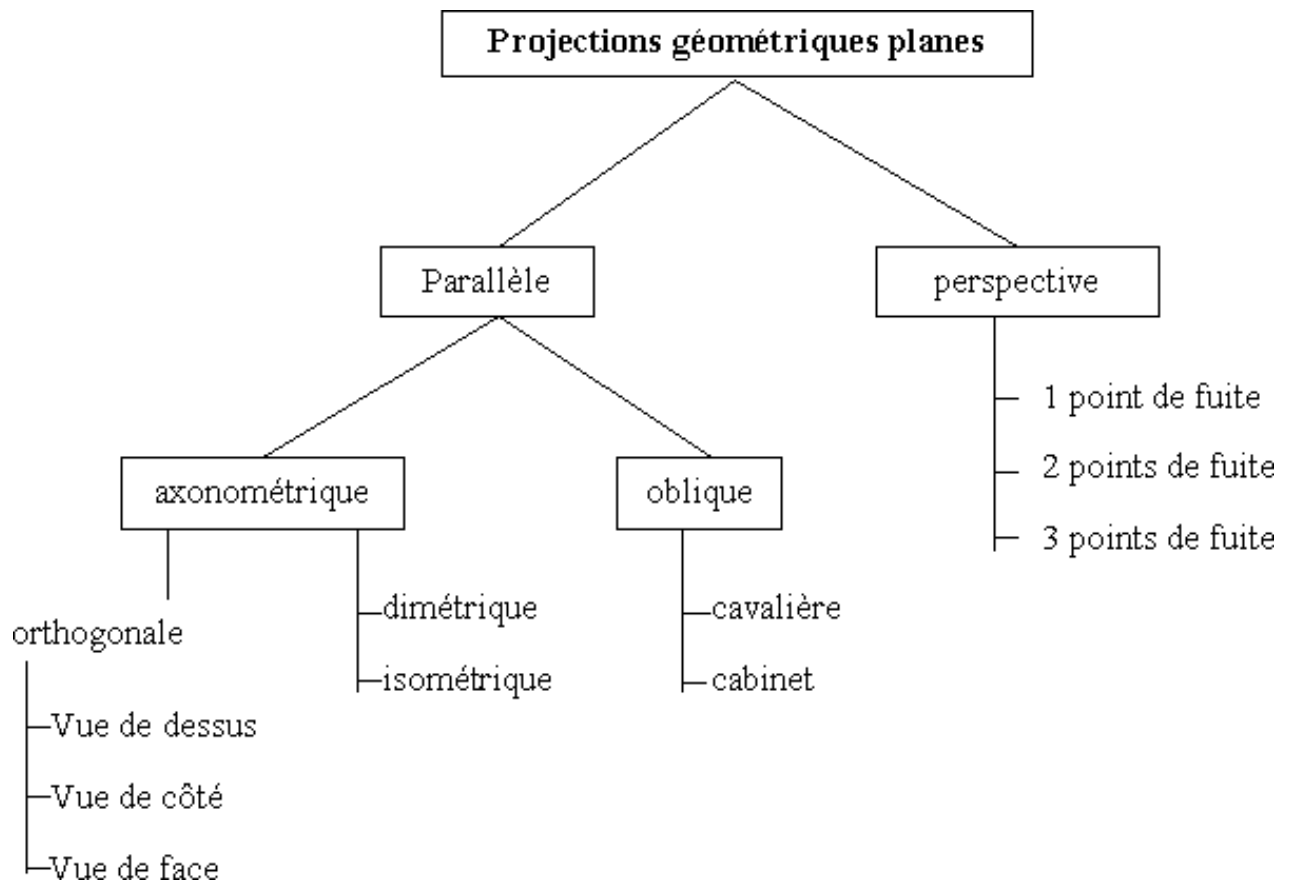 Projections géométriques planes
Parallèle
perspective
1 point de fuite
2 points de fuite
3 points de fuite
axonométrique
oblique
orthogonale
dimétrique
isométrique
cavalière
cabinet
Vue de dessus
Vue de côté
Vue de face